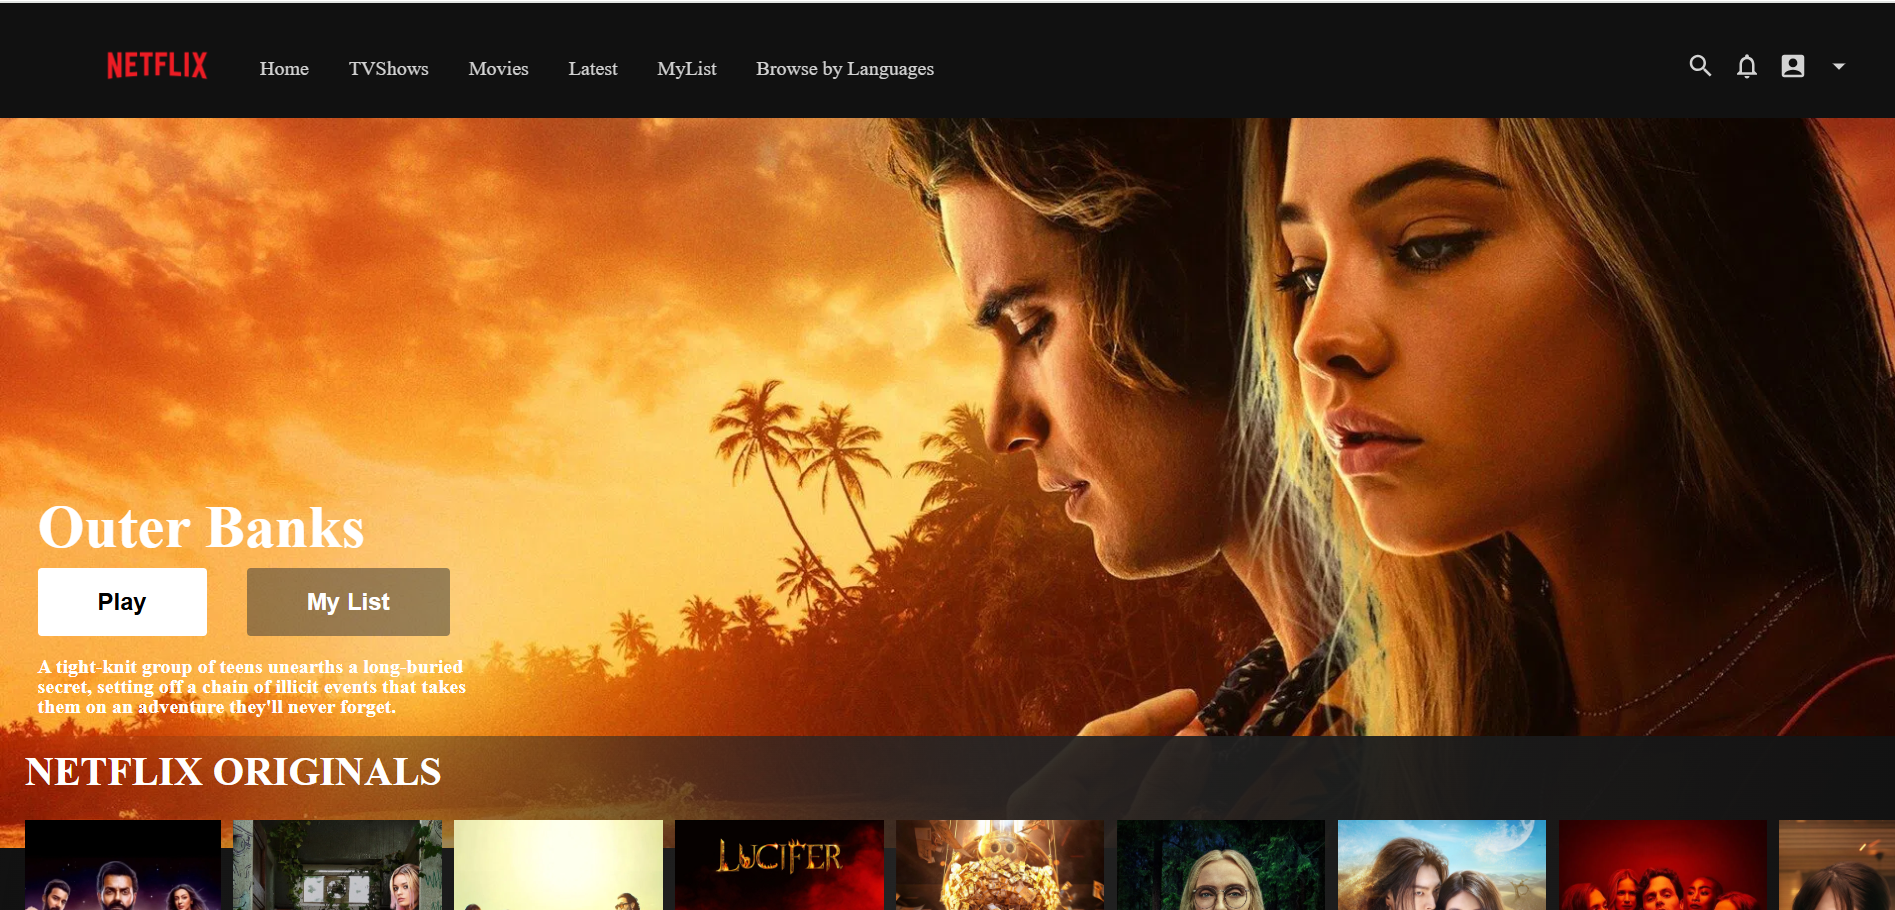 NETFLIX Home TVShows Movies Latest MyList Browse by Languages
Outer Banks
Play My List
A tight-knit group of teens unearths a long-buried
secret, setting off a chain of illicit events that takes
them on an adventure they'll never forget.
NETFLIX ORIGINALS
LUCIFER